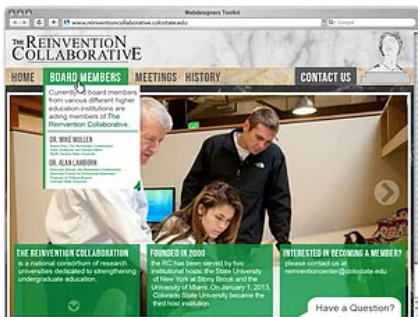 Webdesigners Toolkit
www.reinventioncollaborative.colostate.edu
Google
THE REINVENTION
COLLABORATIVE
HOME BOARD MEMBERS MEETINGS HISTORY CONTACT US
board members
from various different higher
education institutions are
acting members of The
Reinvention Collaborative.
DR. MIKE MULLEN
DR. ALAN LAMBORN
THE REINVENTION COLLABORATION
is a national consortium of research
universities dedicated to strengthening
undergraduate education.
FOUNDED IN 2000
the RC has been served by two
institutional hosts: the State University
of New York at Stony Brook and the
University of Miami. On January 1, 2013,
Colorado State University became the
third host institution.
INTERESTED IN BECOMING A MEMBER?
please contact us at
reinventioncenter@colostate.edu
Have a Question?